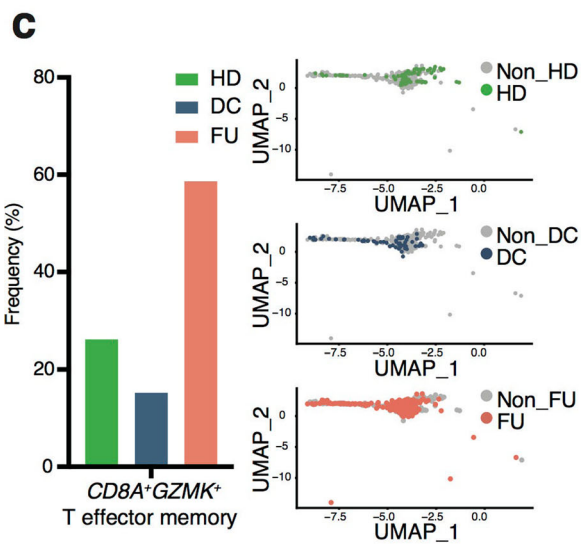 C
80
60
40
20
0
Frequency (%)
HD
DC
FU
CD8A⁺GZMK⁺
T effector memory
UMAP_2
0
−5
−10
−7.5
−5.0
−2.5
0.0
UMAP_1
Non_HD
HD
UMAP_2
0
−5
−10
−7.5
−5.0
−2.5
0.0
UMAP_1
Non_DC
DC
UMAP_2
0
−5
−10
−7.5
−5.0
−2.5
0.0
UMAP_1
Non_FU
FU